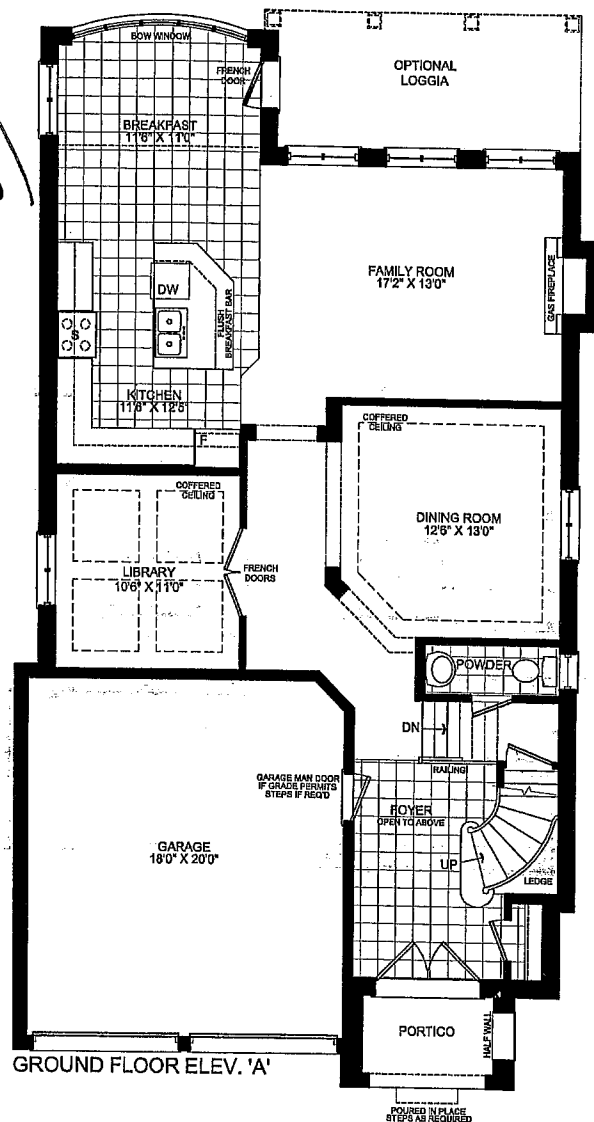 BOW WINDOW
OPTIONAL
LOGGIA
FRENCH
DOOR
BREAKFAST
11'6" X 11'0"
FAMILY ROOM
17'2" X 13'0"
GAS FIREPLACE
DW
FLUSH
BREAKFAST BAR
S
KITCHEN
11'6" X 12'6"
F
COFFERED
CEILING
DINING ROOM
12'6" X 13'0"
COFFERED
CEILING
LIBRARY
10'6" X 11'0"
FRENCH
DOORS
POWDER
DN
RAILING
GARAGE MAN DOOR
IF GRADE PERMITS
STEPS IF REQ'D
FOYER
OPEN TO ABOVE
GARAGE
18'0" X 20'0"
UP
LEDGE
PORTICO
HALF WALL
GROUND FLOOR ELEV. 'A'
POURED IN PLACE
STEPS AS REQUIRED